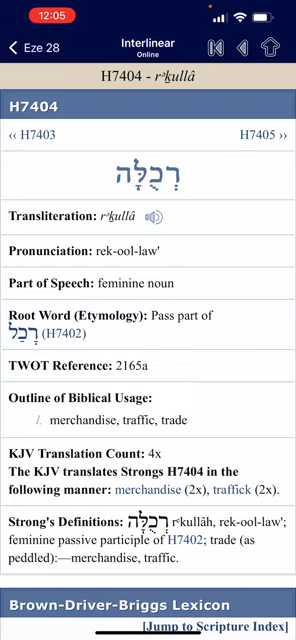 12:05
Eze 28
Interlinear
Online
H7404 - rᵉḵullâ
H7404
‹‹ H7403
H7405 ››
רְכֻלָּה
Transliteration: rᵉḵullâ
Pronunciation: rek-ool-law'
Part of Speech: feminine noun
Root Word (Etymology): Pass part of
רָכַל (H7402)
TWOT Reference: 2165a
Outline of Biblical Usage:
1. merchandise, traffic, trade
KJV Translation Count: 4x
The KJV translates Strongs H7404 in the
following manner: merchandise (2x), traffick (2x).
Strong's Definitions: רְכֻלָּה rᵉkullâh, rek-ool-law';
feminine passive participle of H7402; trade (as
peddled):—merchandise, traffic.
Brown-Driver-Briggs Lexicon
[Jump to Scripture Index]